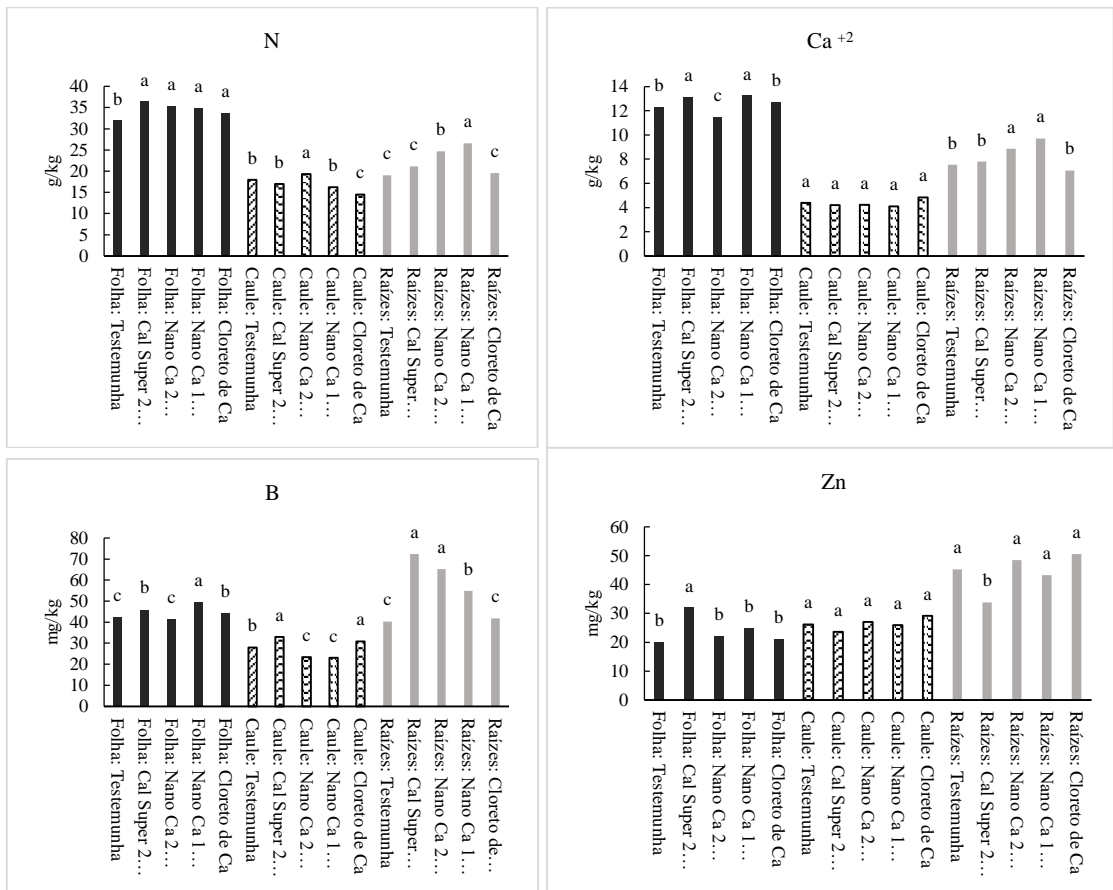 N
a a a a
b
b b a b c
c c b a c
40
35
30
25
20
15
10
5
0
g/kg
Folha: Testemunha
Folha: Cal Super 2…
Folha: Nano Ca 2…
Folha: Nano Ca 1…
Folha: Cloreto de Ca
Caule: Testemunha
Caule: Cal Super 2…
Caule: Nano Ca 2…
Caule: Nano Ca 1…
Caule: Cloreto de Ca
Raízes: Testemunha
Raízes: Cal Super…
Raízes: Nano Ca 2…
Raízes: Nano Ca 1…
Raízes: Cloreto de Ca
Ca +2
b a c a b
a a a a a
b b a a b
14
12
10
8
6
4
2
0
g/kg
Folha: Testemunha
Folha: Cal Super 2…
Folha: Nano Ca 2…
Folha: Nano Ca 1…
Folha: Cloreto de Ca
Caule: Testemunha
Caule: Cal Super 2…
Caule: Nano Ca 2…
Caule: Nano Ca 1…
Caule: Cloreto de Ca
Raízes: Testemunha
Raízes: Cal Super 2…
Raízes: Nano Ca 2…
Raízes: Nano Ca 1…
Raízes: Cloreto de Ca
B
c b c a b
b a c c a
c a a b c
80
70
60
50
40
30
20
10
0
mg/kg
Folha: Testemunha
Folha: Cal Super 2…
Folha: Nano Ca 2…
Folha: Nano Ca 1…
Folha: Cloreto de Ca
Caule: Testemunha
Caule: Cal Super 2…
Caule: Nano Ca 2…
Caule: Nano Ca 1…
Caule: Cloreto de Ca
Raízes: Testemunha
Raízes: Cal Super…
Raízes: Nano Ca 2…
Raízes: Nano Ca 1…
Raízes: Cloreto de…
Zn
b a b b b
a a a a a
a b a a a
60
50
40
30
20
10
0
mg/kg
Folha: Testemunha
Folha: Cal Super 2…
Folha: Nano Ca 2…
Folha: Nano Ca 1…
Folha: Cloreto de Ca
Caule: Testemunha
Caule: Cal Super 2…
Caule: Nano Ca 2…
Caule: Nano Ca 1…
Caule: Cloreto de Ca
Raízes: Testemunha
Raízes: Cal Super 2…
Raízes: Nano Ca 2…
Raízes: Nano Ca 1…
Raízes: Cloreto de Ca